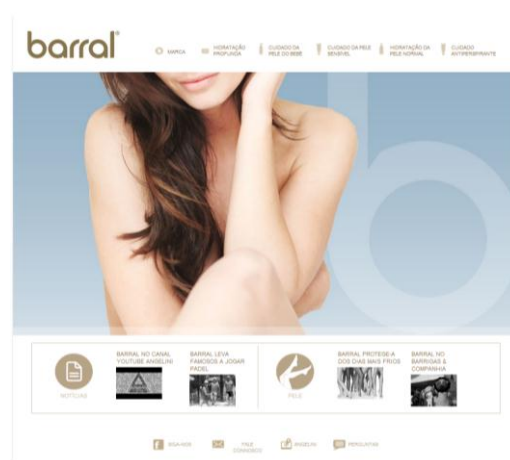 barral®
MARCA
HIDRATAÇÃO
PROFUNDA
CUIDADO DA
PELE DO BEBÉ
CUIDADO DA PELE
SENSÍVEL
HIDRATAÇÃO DA
PELE NORMAL
CUIDADO
ANTIPERSPIRANTE
b
NOTÍCIAS
BARRAL NO CANAL
YOUTUBE ANGELINI
BARRAL LEVA
FAMOSOS A JOGAR
PADEL
PELE
BARRAL PROTEGE-A
DOS DIAS MAIS FRIOS
BARRAL NO
BARRIGAS &
COMPANHIA
SIGA-NOS
FALE
CONNOSCO
ANGELINI
PERGUNTAS